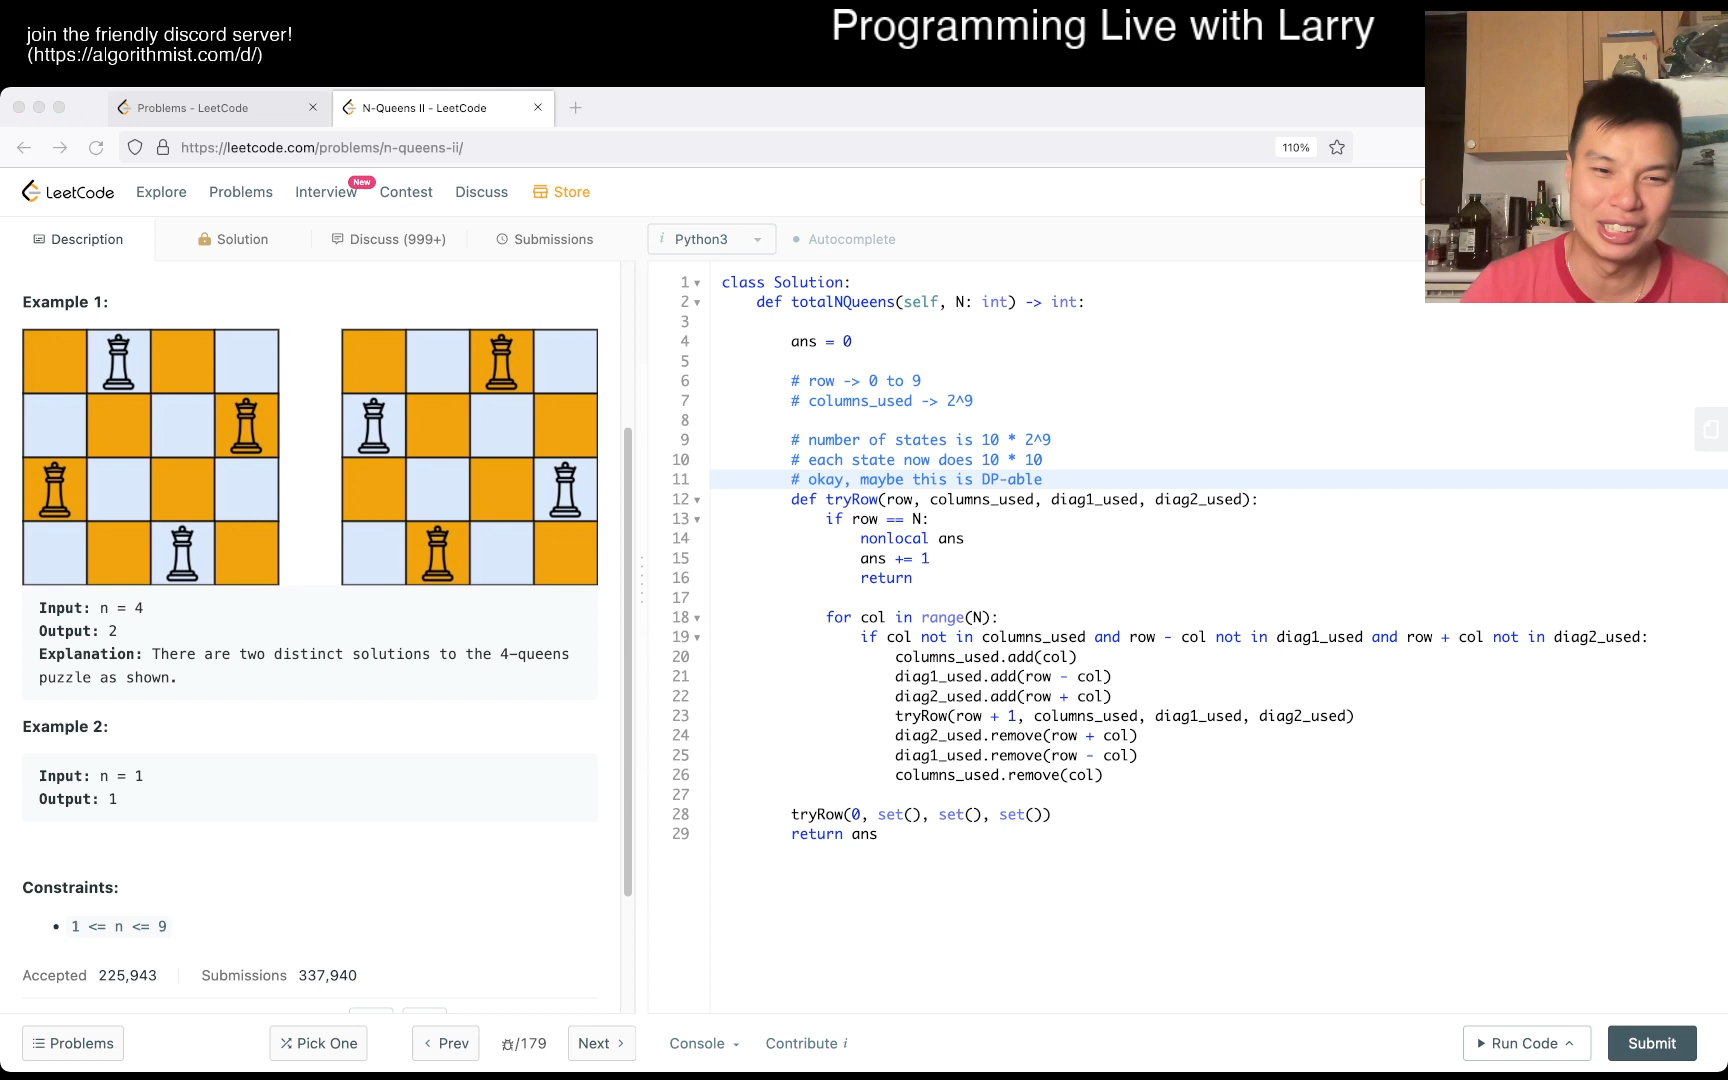 join the friendly discord server!
(https://algorithmist.com/d/)
Programming Live with Larry
Problems - LeetCode
N-Queens II - LeetCode
https://leetcode.com/problems/n-queens-ii/
110%
LeetCode
Explore
Problems
Interview
New
Contest
Discuss
Store
Description
Solution
Discuss (999+)
Submissions
i Python3
Autocomplete
Example 1:
Input: n = 4
Output: 2
Explanation: There are two distinct solutions to the 4-queens
puzzle as shown.
Example 2:
Input: n = 1
Output: 1
Constraints:
1 <= n <= 9
Accepted 225,943
Submissions 337,940
1 class Solution:
2 def totalNQueens(self, N: int) -> int:
3
4 ans = 0
5
6 # row -> 0 to 9
7 # columns_used -> 2^9
8
9 # number of states is 10 * 2^9
10 # each state now does 10 * 10
11 # okay, maybe this is DP-able
12 def tryRow(row, columns_used, diag1_used, diag2_used):
13 if row == N:
14 nonlocal ans
15 ans += 1
16 return
17
18 for col in range(N):
19 if col not in columns_used and row - col not in diag1_used and row + col not in diag2_used:
20 columns_used.add(col)
21 diag1_used.add(row - col)
22 diag2_used.add(row + col)
23 tryRow(row + 1, columns_used, diag1_used, diag2_used)
24 diag2_used.remove(row + col)
25 diag1_used.remove(row - col)
26 columns_used.remove(col)
27
28 tryRow(0, set(), set(), set())
29 return ans
Problems
Pick One
Prev
/179
Next
Console
Contribute i
Run Code
Submit